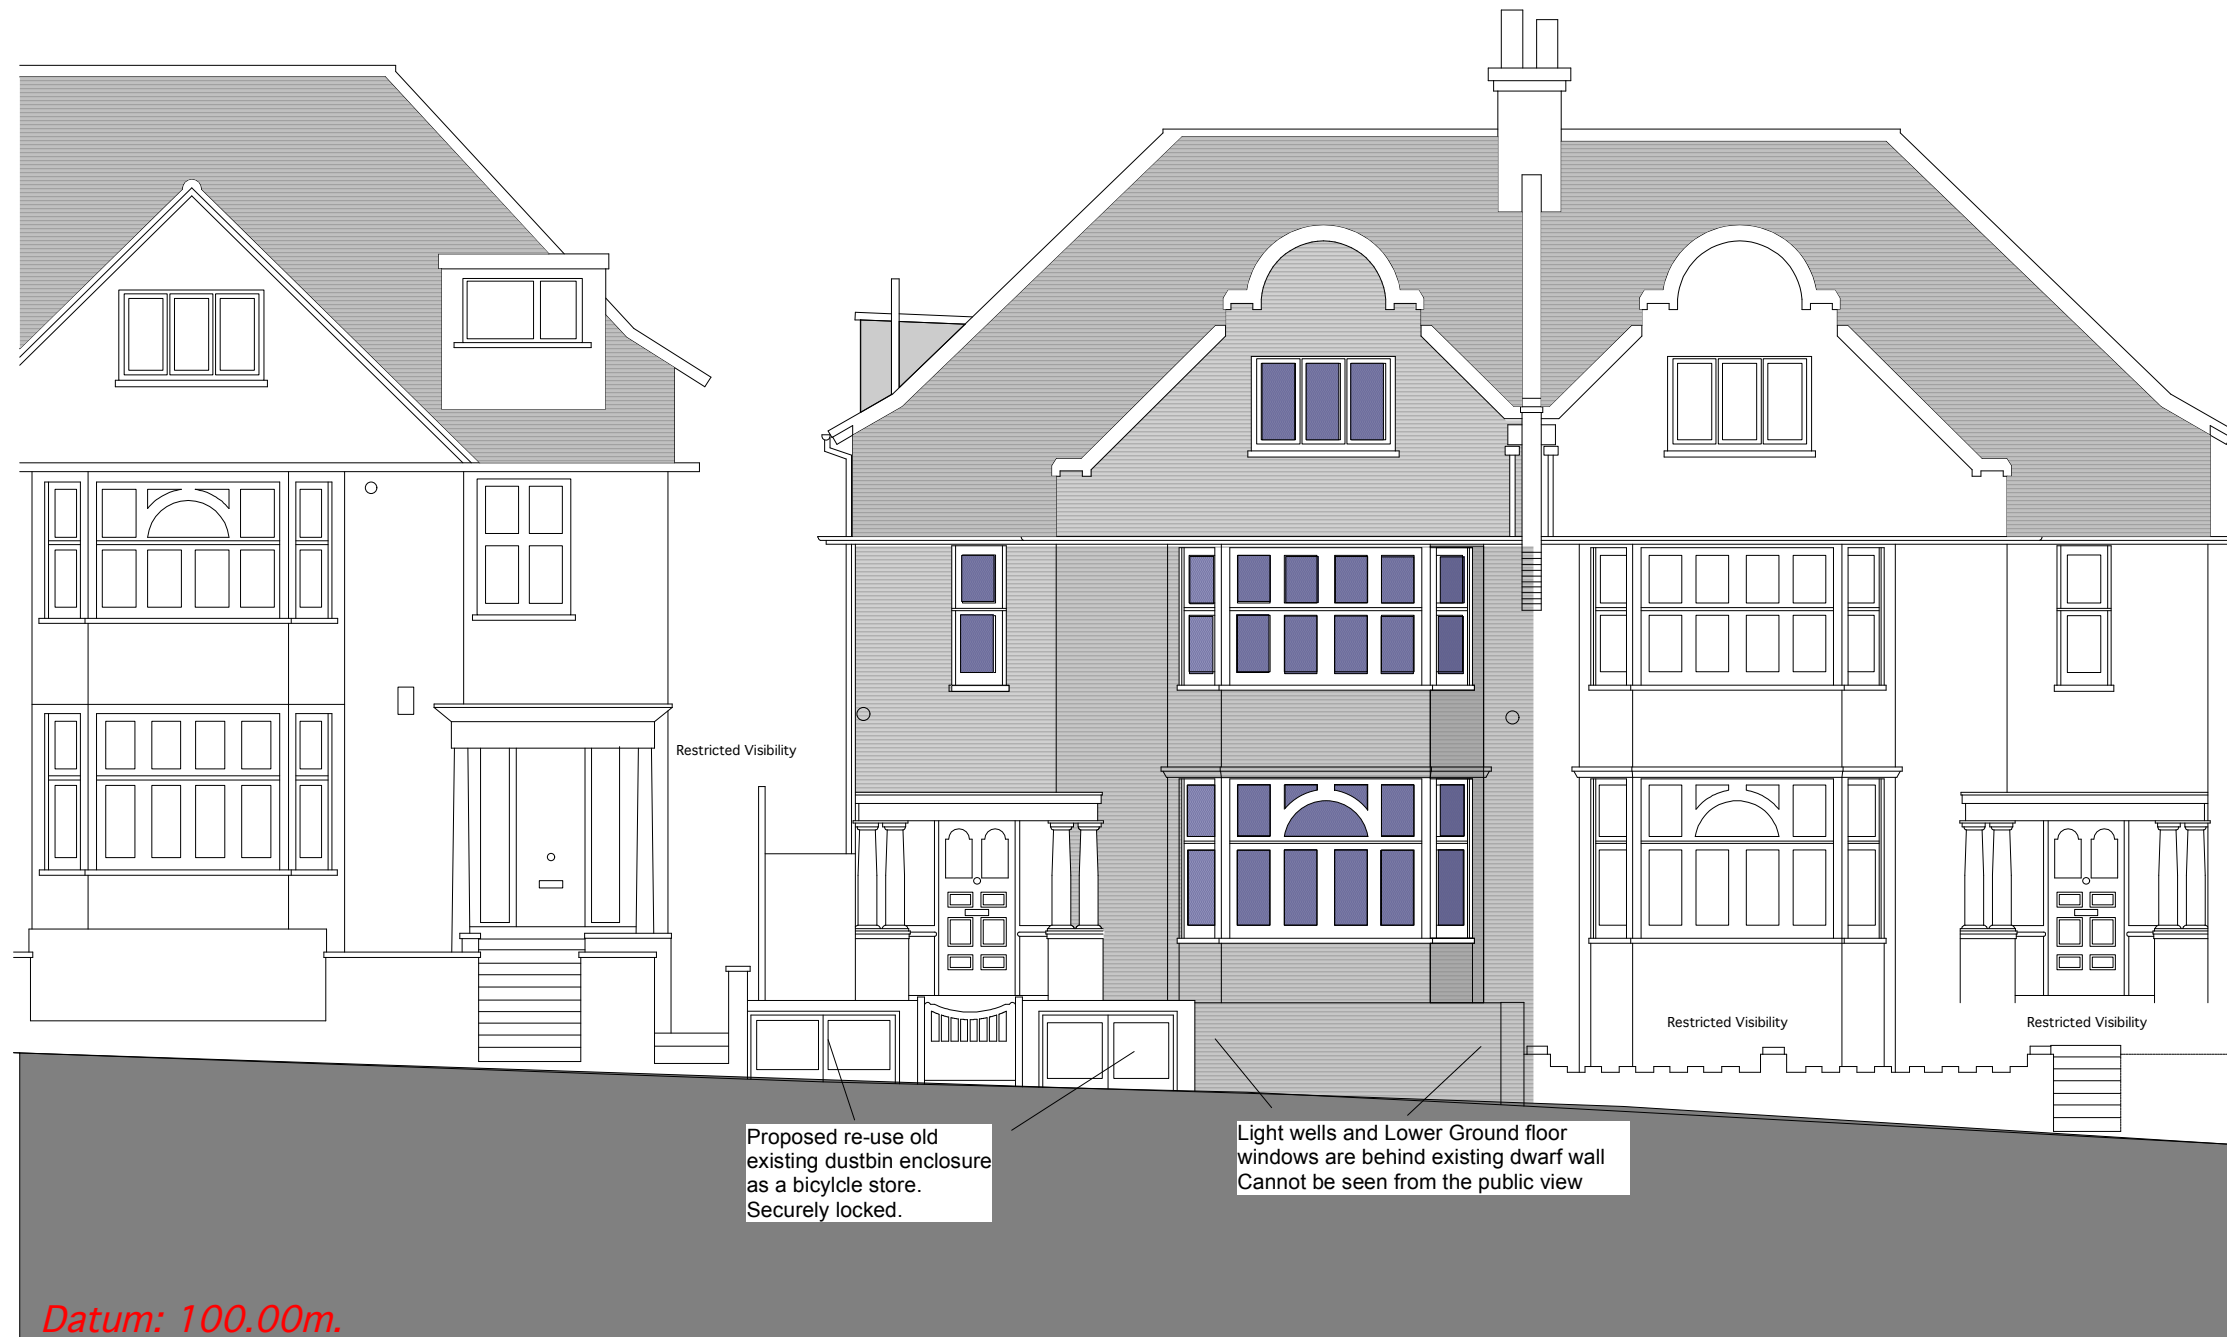 Restricted Visibility
Restricted Visibility
Restricted Visibility
Proposed re-use old
existing dustbin enclosure
as a bicylcle store.
Securely locked.
Light wells and Lower Ground floor
windows are behind existing dwarf wall
Cannot be seen from the public view
Datum: 100.00m.